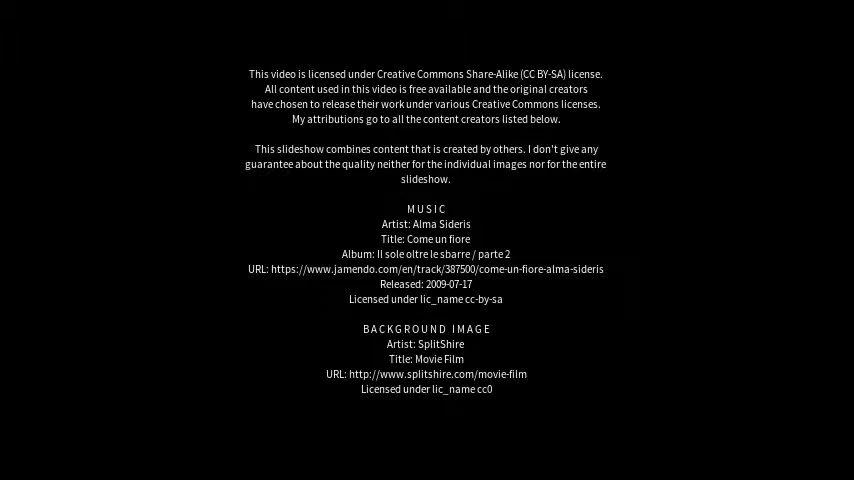 This video is licensed under Creative Commons Share-Alike (CC BY-SA) license.
All content used in this video is free available and the original creators
have chosen to release their work under various Creative Commons licenses.
My attributions go to all the content creators listed below.
This slideshow combines content that is created by others. I don't give any
guarantee about the quality neither for the individual images nor for the entire
slideshow.
MUSIC
Artist: Alma Sideris
Title: Come un fiore
Album: Il sole oltre le sbarre / parte 2
URL: https://www.jamendo.com/en/track/387500/come-un-fiore-alma-sideris
Released: 2009-07-17
Licensed under lic_name cc-by-sa
BACKGROUND IMAGE
Artist: SplitShire
Title: Movie Film
URL: http://www.splitshire.com/movie-film
Licensed under lic_name cc0